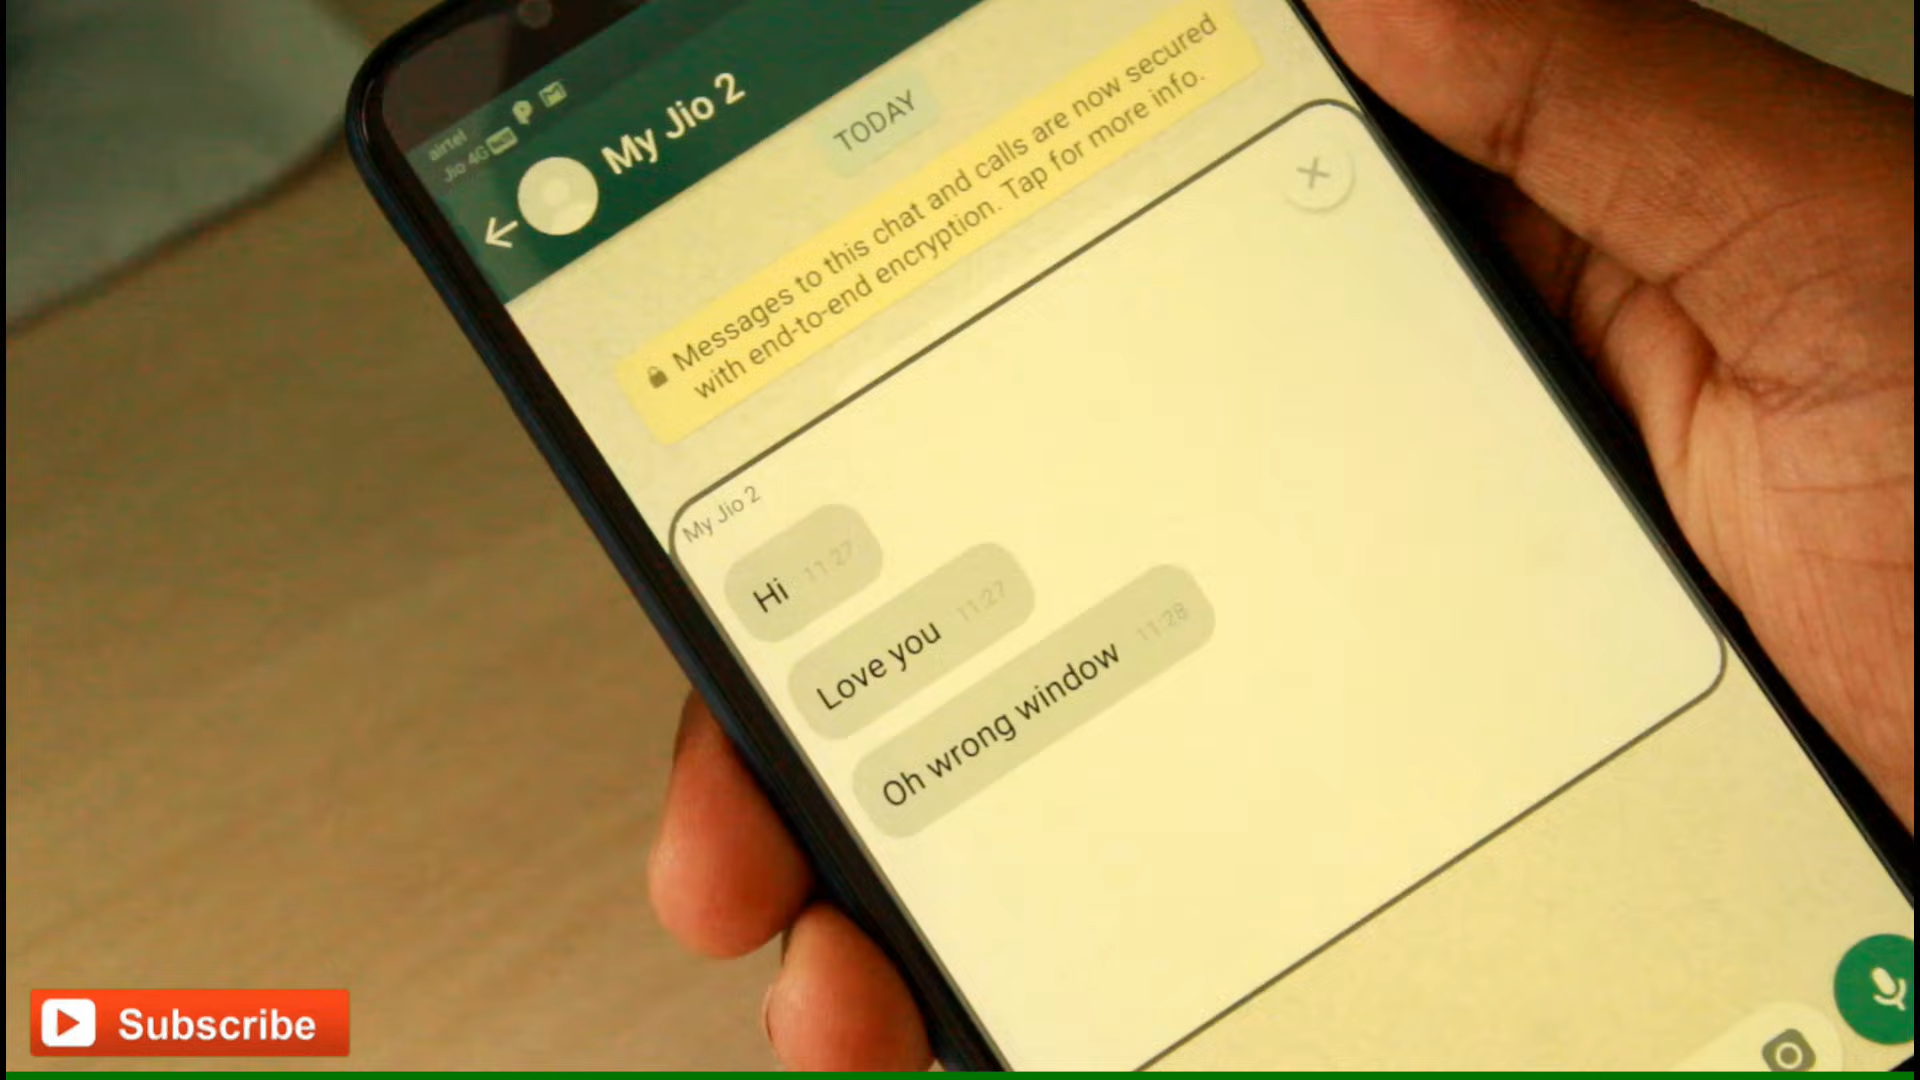 airtel
Jio 4G
My Jio 2
TODAY
Messages to this chat and calls are now secured
with end-to-end encryption. Tap for more info.
My Jio 2
Hi 11:27
Love you 11:27
Oh wrong window 11:28
Subscribe